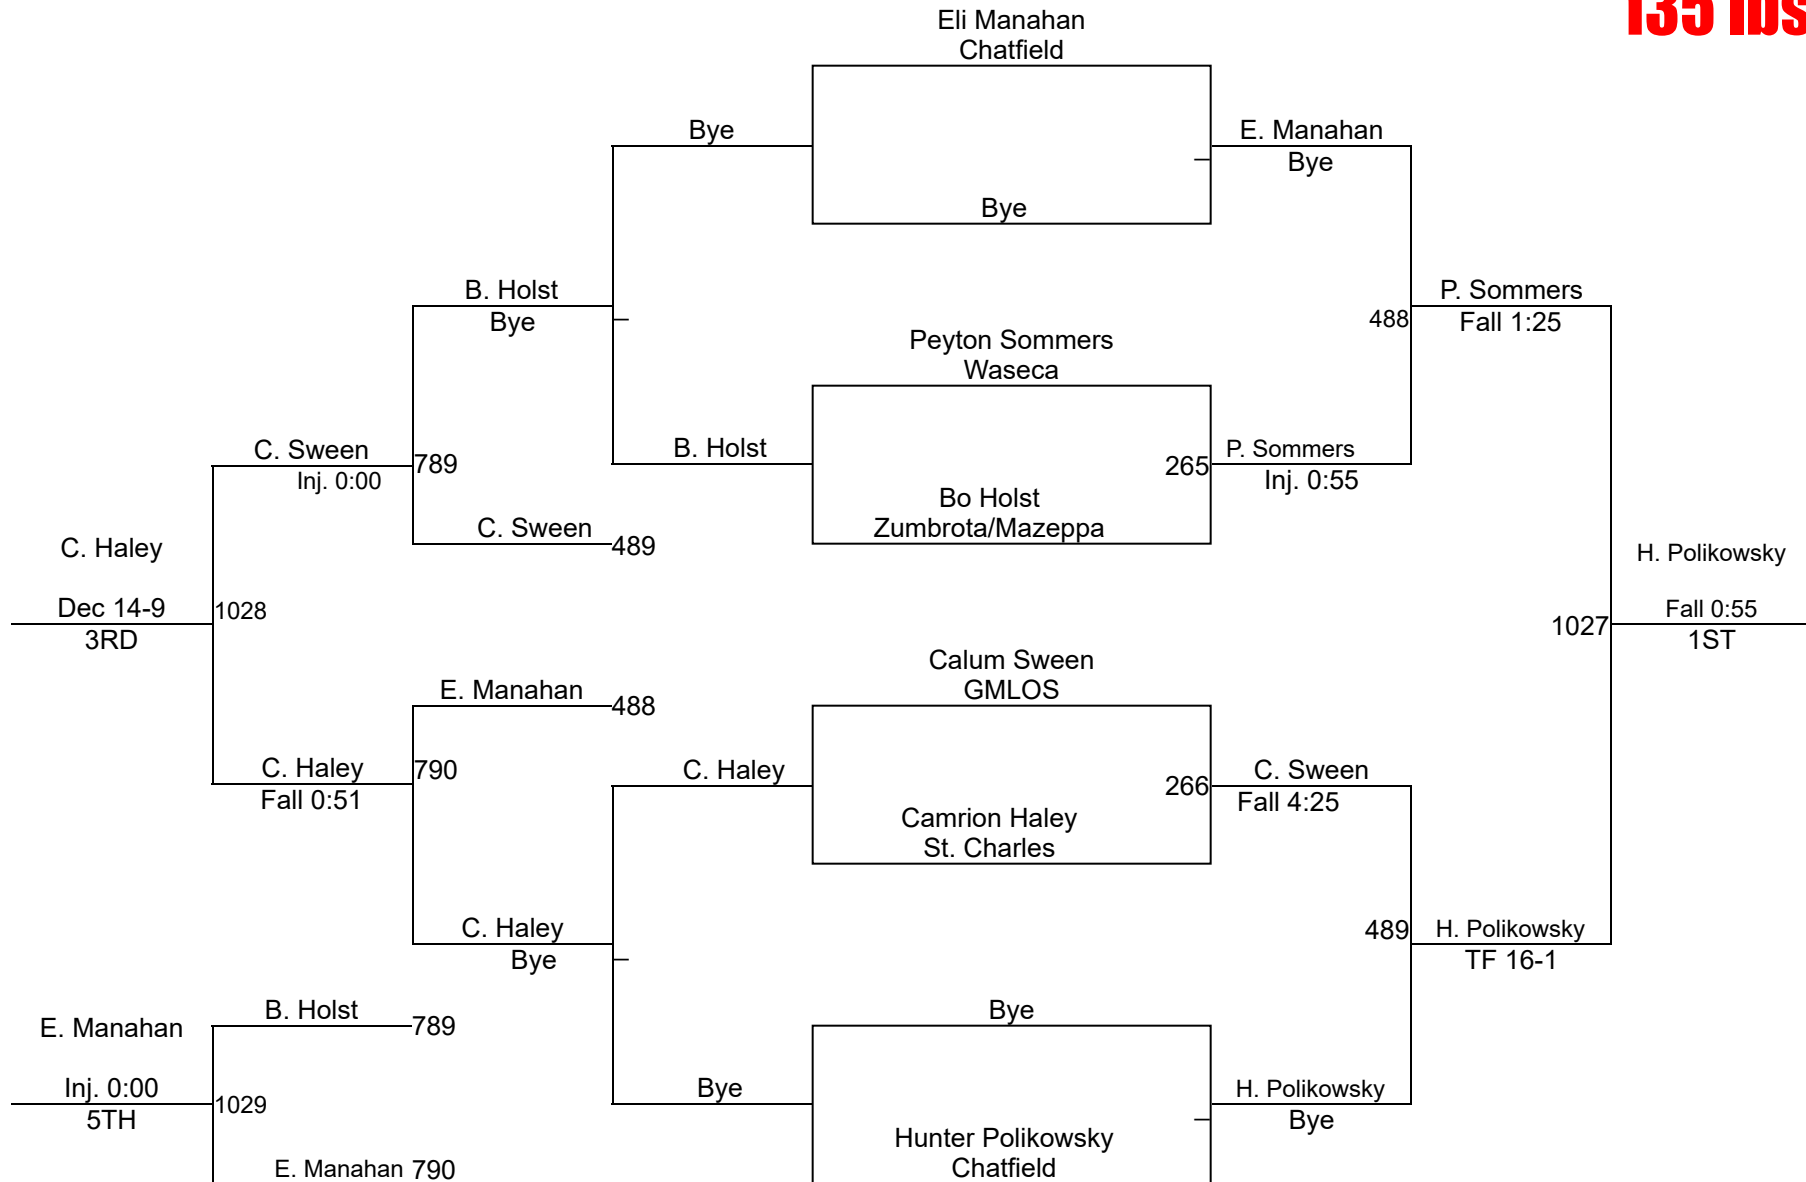 135 lbs
Eli Manahan
Chatfield
Bye
E. Manahan
Bye
Bye
B. Holst
Bye
P. Sommers
488
Fall 1:25
Peyton Sommers
Waseca
C. Sween
789
Inj. 0:00
B. Holst
265
P. Sommers
Inj. 0:55
Bo Holst
Zumbrota/Mazeppa
C. Sween
489
C. Haley
Dec 14-9
3RD
1028
H. Polikowsky
1027
Fall 0:55
1ST
Calum Sween
GMLOS
E. Manahan
488
C. Haley
790
Fall 0:51
C. Haley
266
C. Sween
Fall 4:25
Camrion Haley
St. Charles
C. Haley
Bye
489
H. Polikowsky
TF 16-1
B. Holst
789
E. Manahan
Inj. 0:00
5TH
1029
E. Manahan 790
Bye
Bye
H. Polikowsky
Bye
Hunter Polikowsky
Chatfield